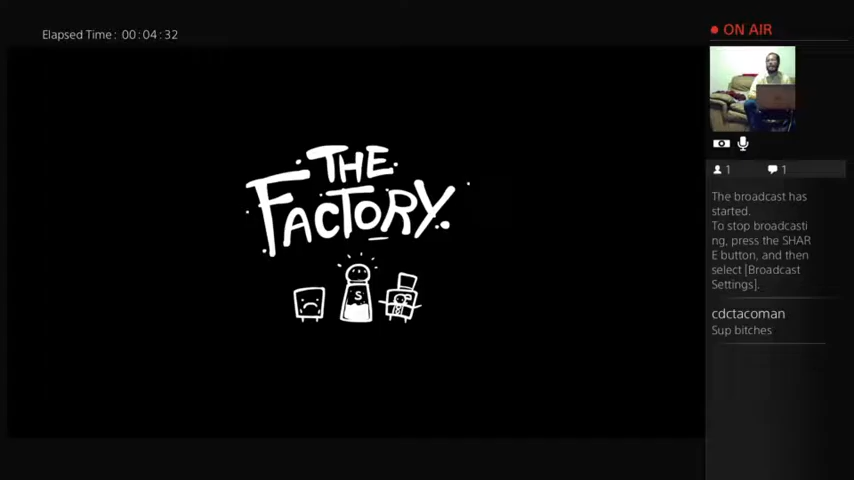 Elapsed Time: 00:04:32
ON AIR
THE
FACTORY.
S
1
1
The broadcast has
started.
To stop broadcasti
ng, press the SHAR
E button, and then
select [Broadcast
Settings].
cdctacoman
Sup bitches